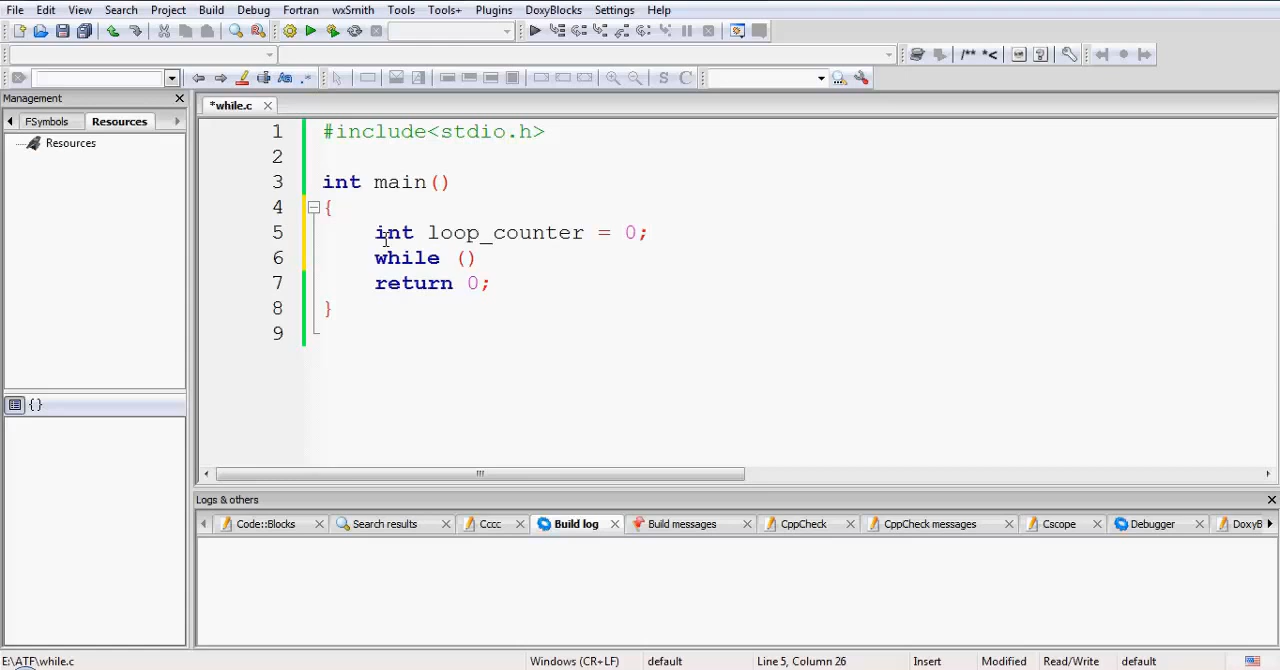 File Edit View Search Project Build Debug Fortran wxSmith Tools Tools+ Plugins DoxyBlocks Settings Help
/** *<
S C
Management
FSymbols Resources
Resources
{}
*while.c
1 #include<stdio.h>
2
3 int main()
4 {
5 int loop_counter = 0;
6 while ()
7 return 0;
8 }
9
Logs & others
Code::Blocks Search results Cccc Build log Build messages CppCheck CppCheck messages Cscope Debugger DoxyB
E:\ATF\while.c Windows (CR+LF) default Line 5, Column 26 Insert Modified Read/Write default